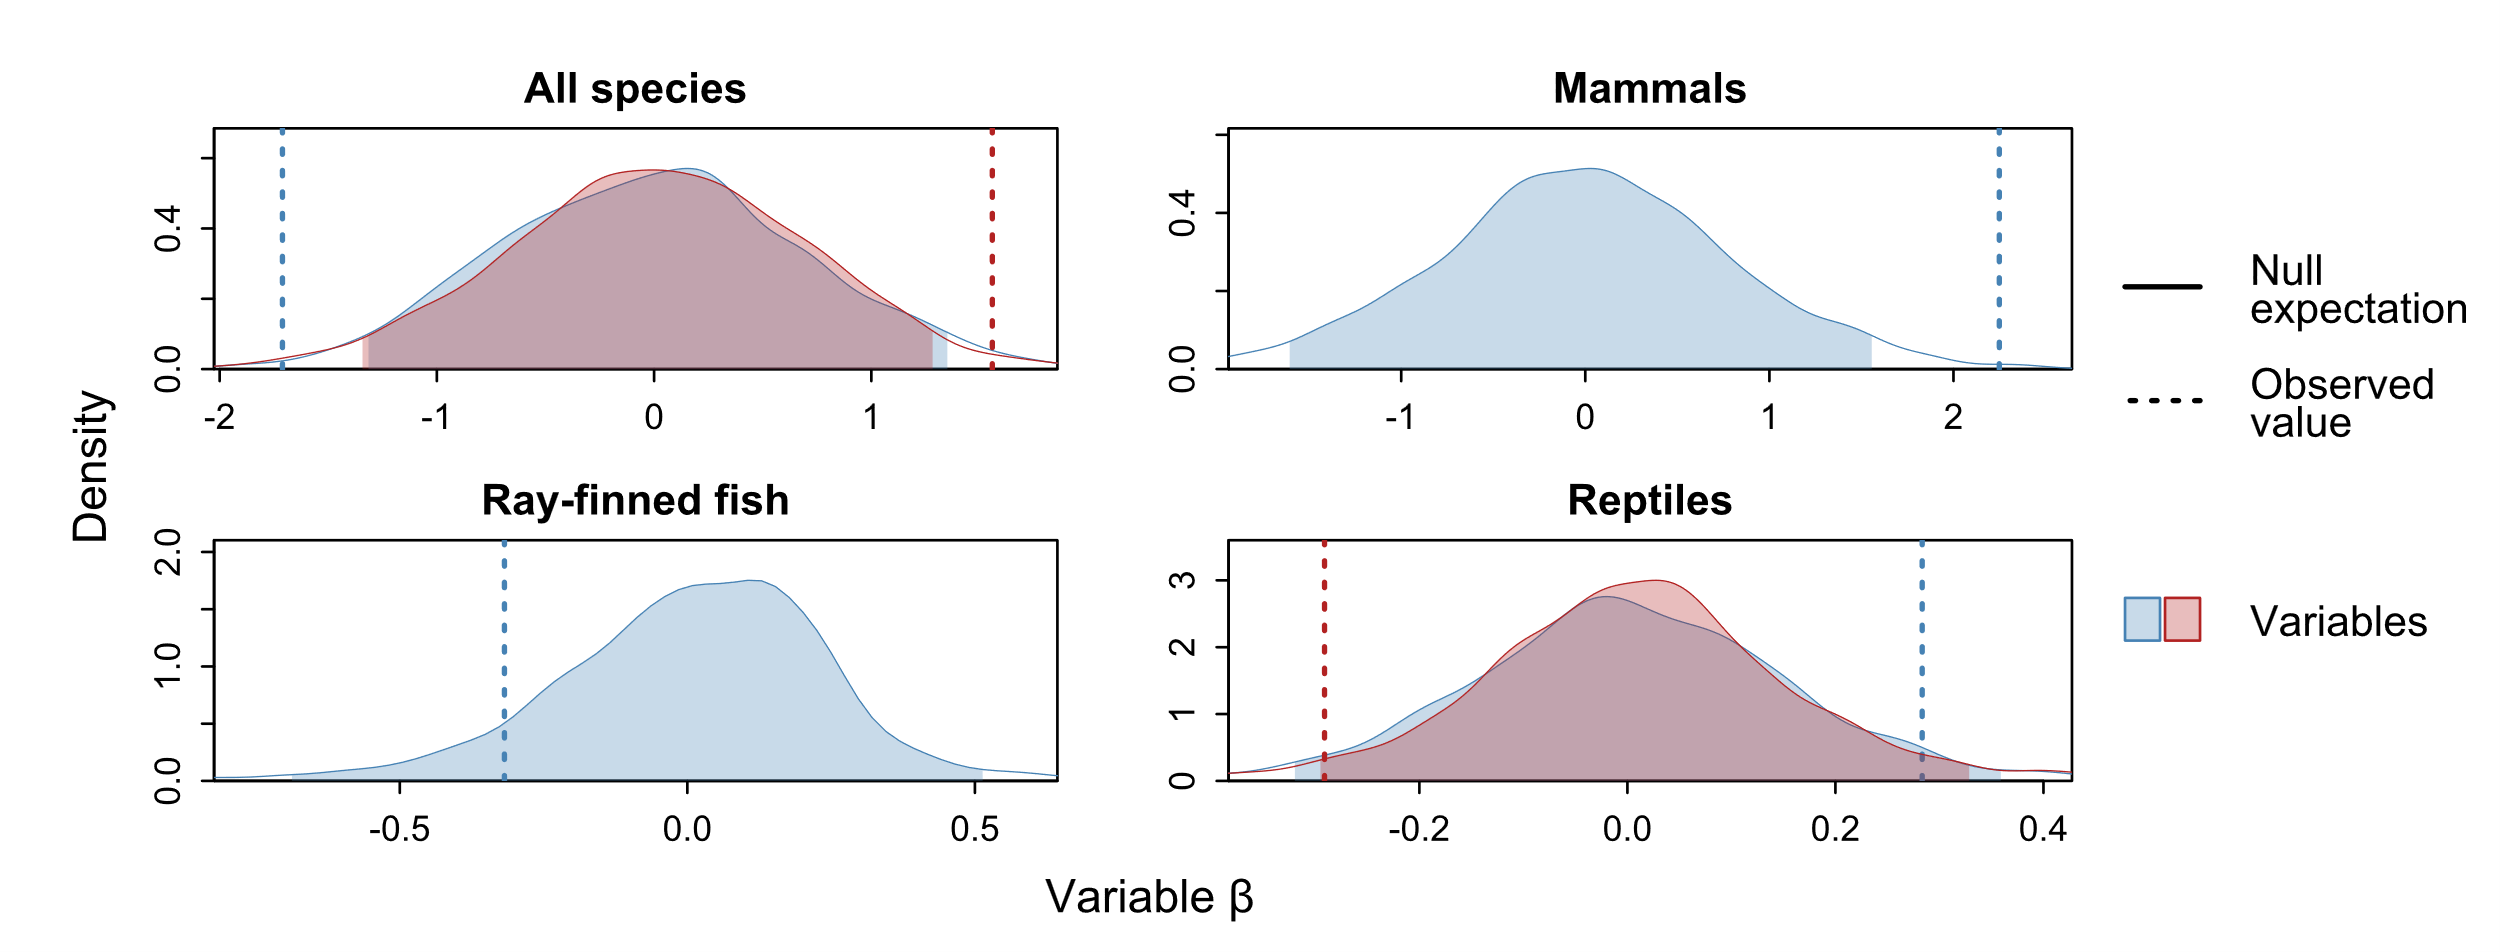 All species
Mammals
0.0
0.4
-2
-1
0
1
0.0
0.4
-1
0
1
2
Null
expectation
Observed
value
Density
Ray-finned fish
Reptiles
0.0
1.0
2.0
-0.5
0.0
0.5
0
1
2
3
-0.2
0.0
0.2
0.4
Variables
Variable β